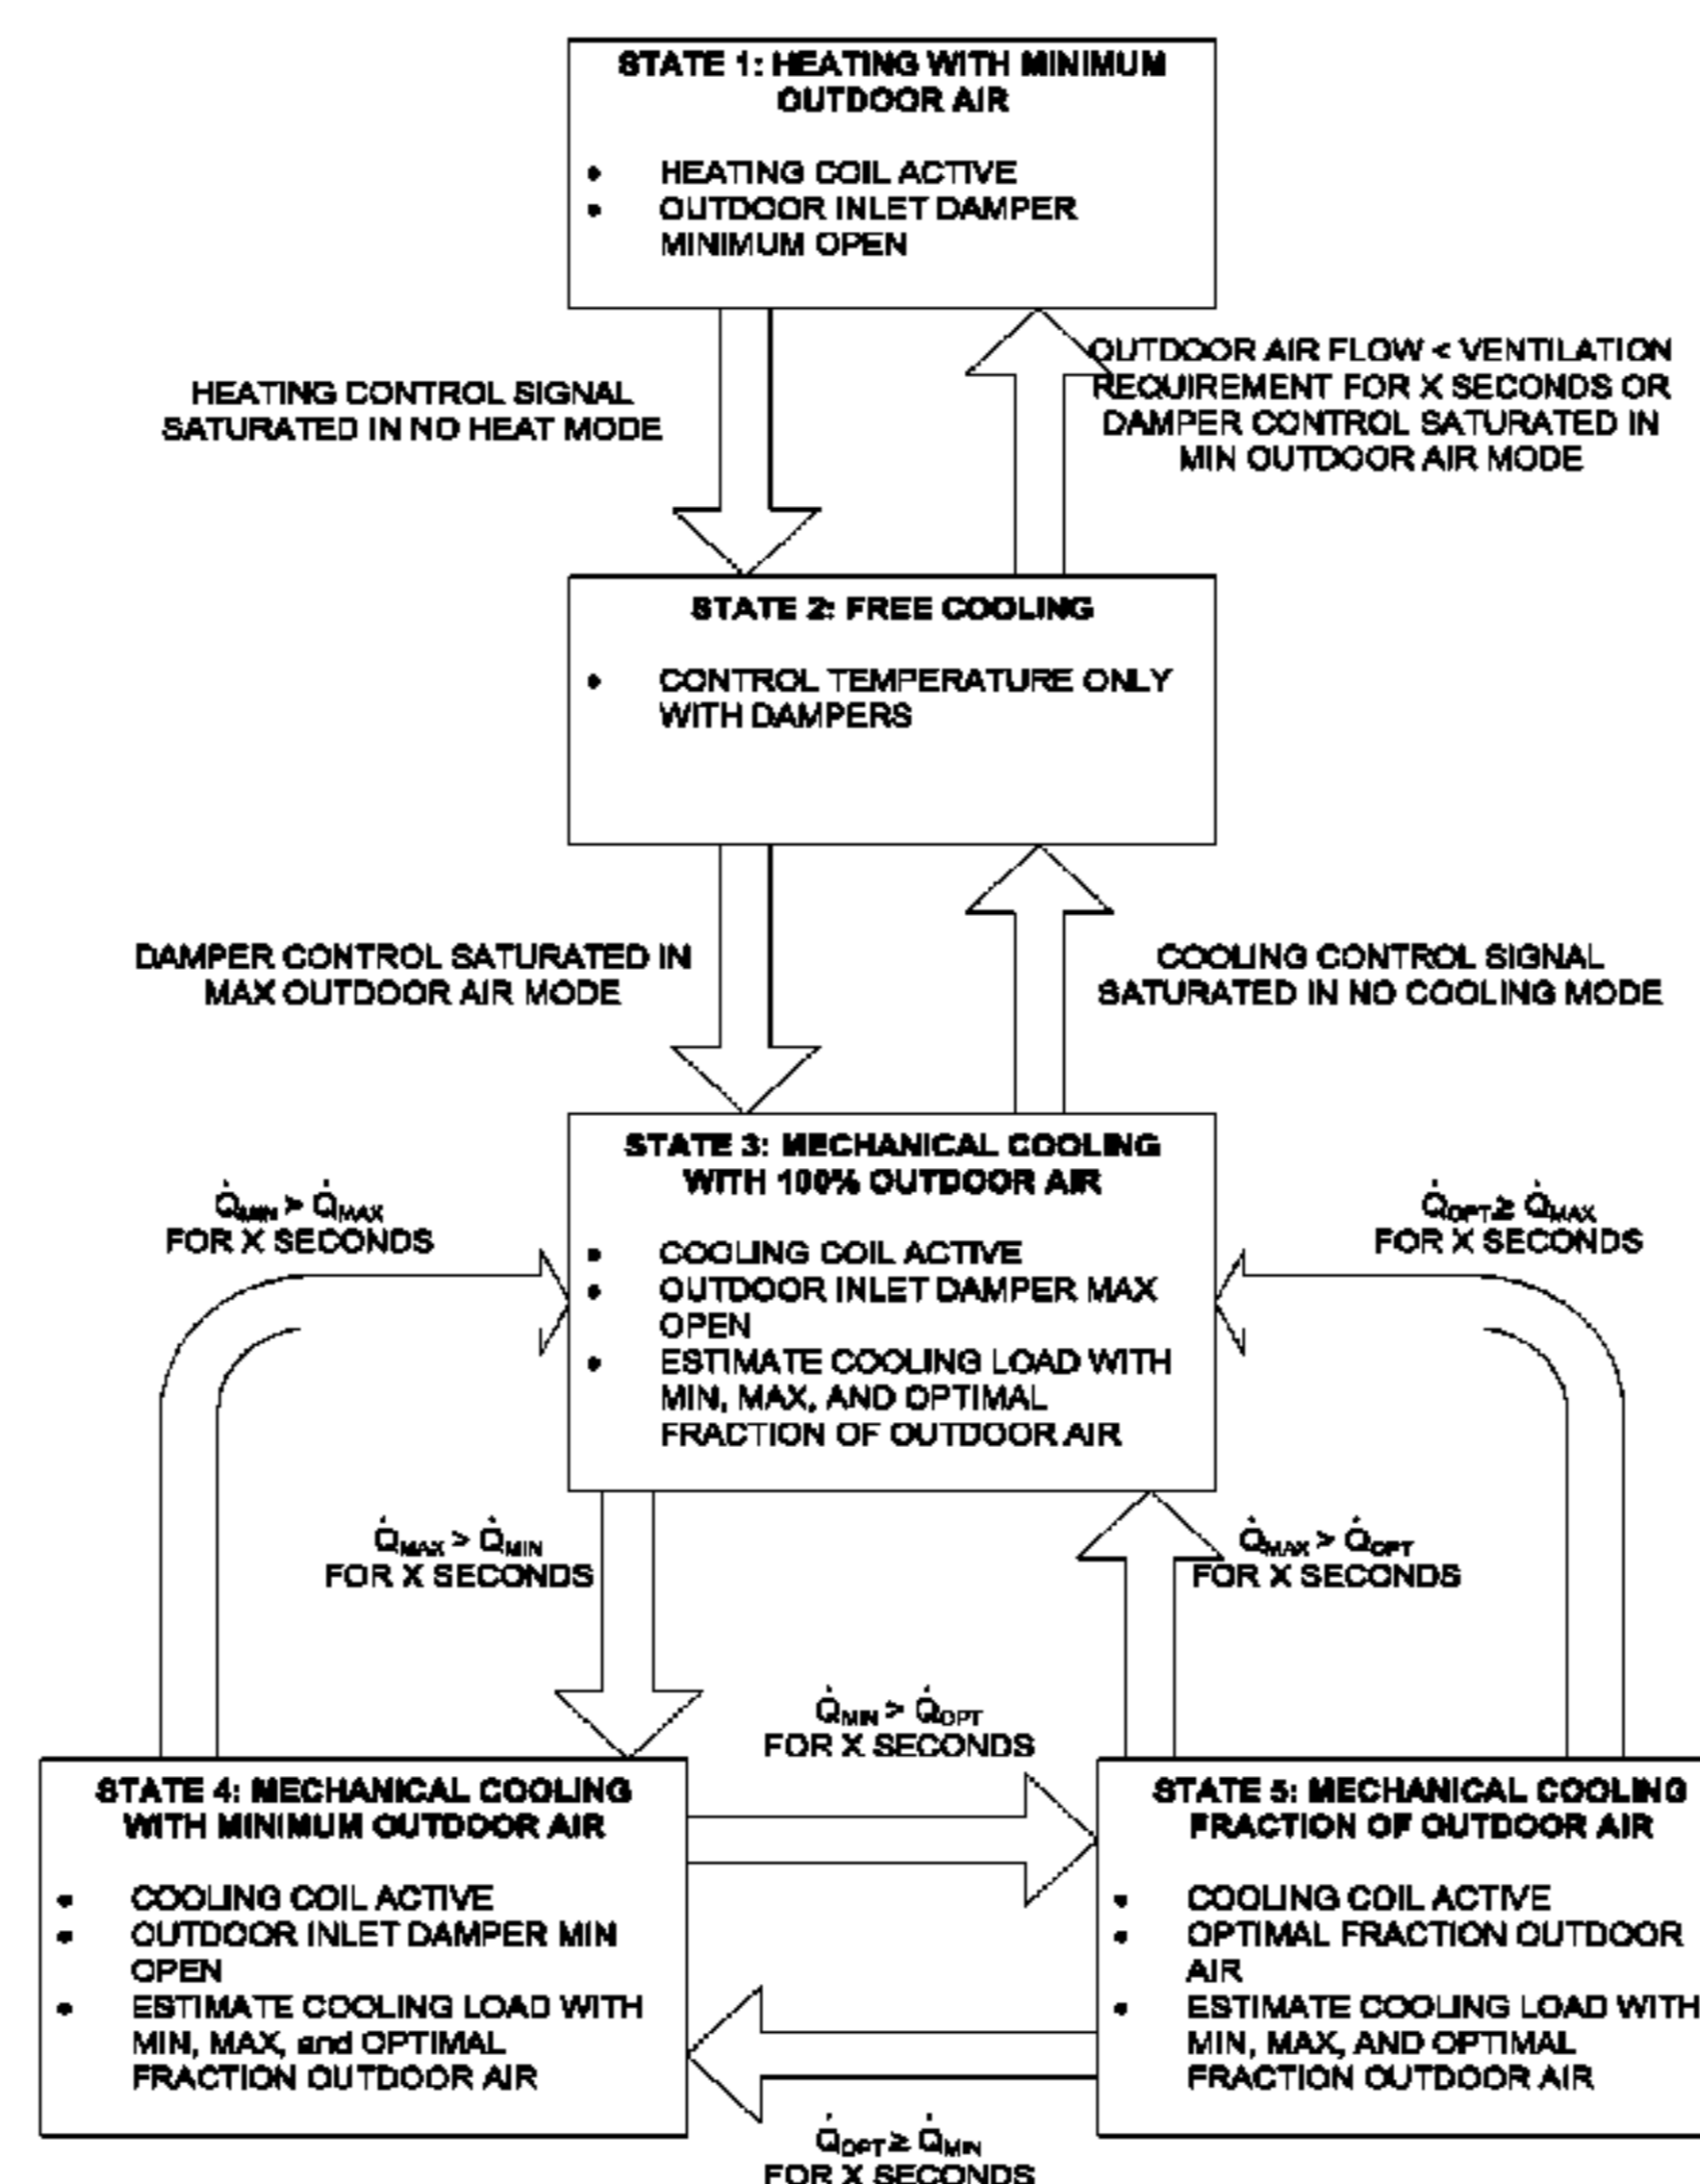 STATE 1: HEATING WITH MINIMUM
OUTDOOR AIR
• HEATING COIL ACTIVE
• OUTDOOR INLET DAMPER
MINIMUM OPEN
HEATING CONTROL SIGNAL
SATURATED IN NO HEAT MODE
OUTDOOR AIR FLOW < VENTILATION
REQUIREMENT FOR X SECONDS OR
DAMPER CONTROL SATURATED IN
MIN OUTDOOR AIR MODE
STATE 2: FREE COOLING
• CONTROL TEMPERATURE ONLY
WITH DAMPERS
DAMPER CONTROL SATURATED IN
MAX OUTDOOR AIR MODE
COOLING CONTROL SIGNAL
SATURATED IN NO COOLING MODE
STATE 3: MECHANICAL COOLING
WITH 100% OUTDOOR AIR
• COOLING COIL ACTIVE
• OUTDOOR INLET DAMPER MAX
OPEN
• ESTIMATE COOLING LOAD WITH
MIN, MAX, AND OPTIMAL
FRACTION OF OUTDOOR AIR
Q̇MIN > Q̇MAX
FOR X SECONDS
Q̇OPT ≥ Q̇MAX
FOR X SECONDS
Q̇MAX > Q̇MIN
FOR X SECONDS
Q̇MAX > Q̇OPT
FOR X SECONDS
Q̇MIN > Q̇OPT
FOR X SECONDS
STATE 4: MECHANICAL COOLING
WITH MINIMUM OUTDOOR AIR
• COOLING COIL ACTIVE
• OUTDOOR INLET DAMPER MIN
OPEN
• ESTIMATE COOLING LOAD WITH
MIN, MAX, and OPTIMAL
FRACTION OUTDOOR AIR
STATE 5: MECHANICAL COOLING
FRACTION OF OUTDOOR AIR
• COOLING COIL ACTIVE
• OPTIMAL FRACTION OUTDOOR
AIR
• ESTIMATE COOLING LOAD WITH
MIN, MAX, AND OPTIMAL
FRACTION OUTDOOR AIR
Q̇OPT ≥ Q̇MIN
FOR X SECONDS